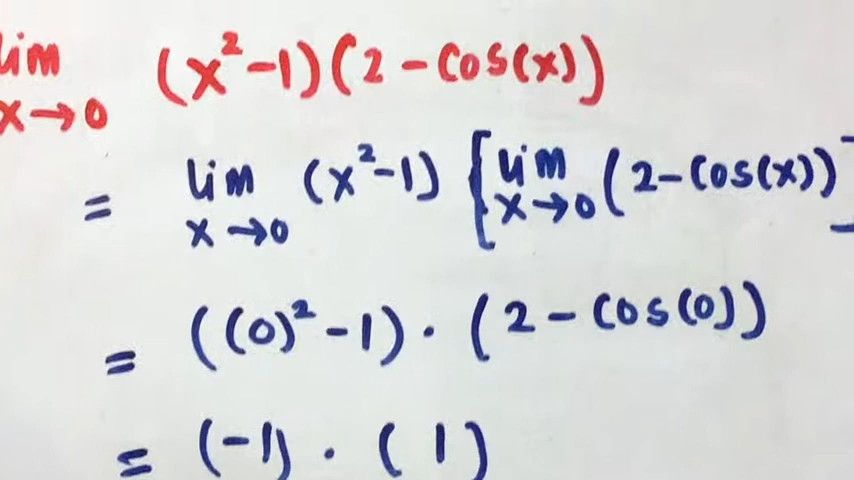 lim (x²-1)(2-cos(x))
x→0
= lim (x²-1) [lim (2-cos(x))]
x→0 x→0
= ((0)²-1)·(2-cos(0))
= (-1)·(1)